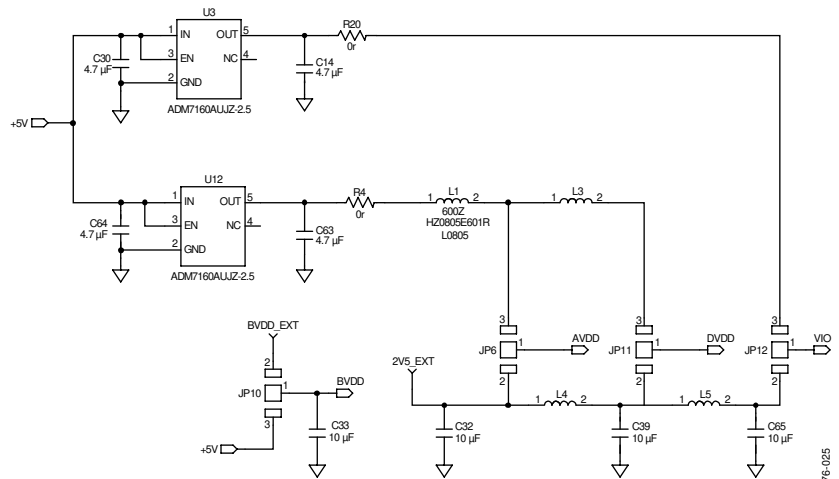 U3
1 IN OUT 5
3 EN
NC 4
2 GND
ADM7160AUJZ-2.5
C30
4.7 µF
C14
4.7 µF
R20
0r
+5V
U12
1 IN OUT 5
3 EN
NC 4
2 GND
ADM7160AUJZ-2.5
C64
4.7 µF
C63
4.7 µF
R4
0r
L1
1 2
600Z
HZ0805E601R
L0805
L3
1 2
BVDD_EXT
2
JP10 1 BVDD
3
+5V
C33
10 µF
2V5_EXT
3
JP6 1 AVDD
2
3
JP11 1 DVDD
2
3
JP12 1 VIO
2
L4
1 2
L5
1 2
C32
10 µF
C39
10 µF
C65
10 µF
76-025